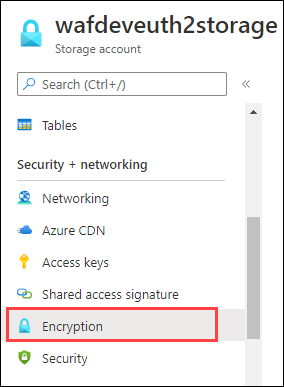 wafdeveuth2storage
Storage account
Search (Ctrl+/)
Tables
Security + networking
Networking
Azure CDN
Access keys
Shared access signature
Encryption
Security